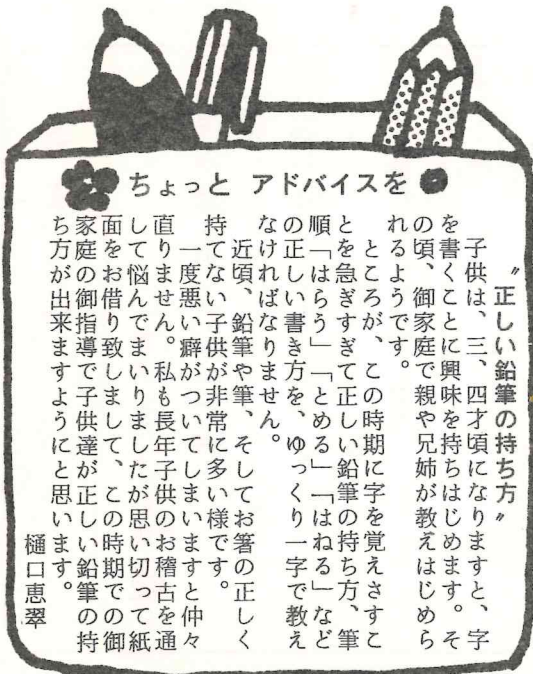 ちょっと アドバイスを
〝正しい鉛筆の持ち方〟
子供は、三、四才頃になりますと、字
を書くことに興味を持ちはじめます。そ
の頃、御家庭で親や兄姉が教えはじめら
れるようです。
ところが、この時期に字を覚えさすこ
とを急ぎすぎて正しい鉛筆の持ち方、筆
順「はらう」「とめる」「はねる」など
の正しい書き方を、ゆっくり一字で教え
なければなりません。
近頃、鉛筆や筆、そしてお箸の正しく
持てない子供が非常に多い様です。
一度悪い癖がついてしまいますと仲々
直りません。私も長年子供のお稽古を通
して悩んでまいりましたが思い切って紙
面をお借り致しまして、この時期での御
家庭の御指導で子供達が正しい鉛筆の持
ち方が出来ますようにと思います。
樋口恵翠